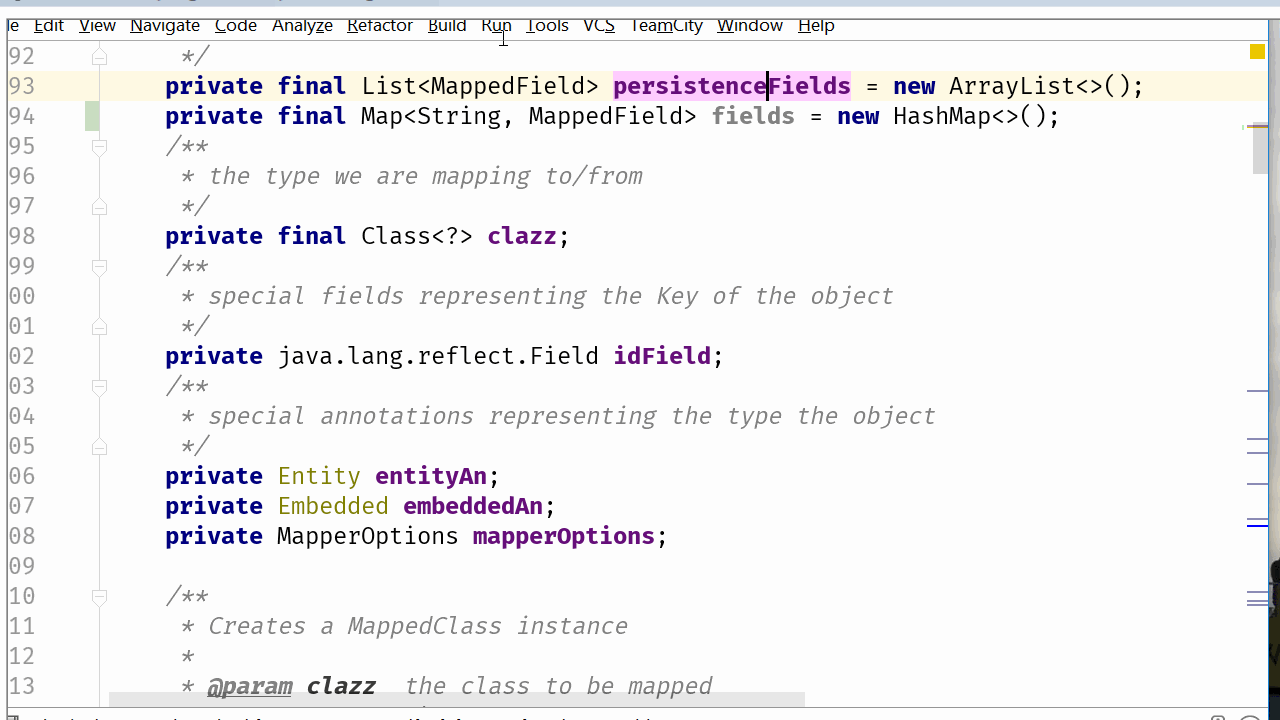 le Edit View Navigate Code Analyze Refactor Build Run Tools VCS TeamCity Window Help
92 */
93 private final List<MappedField> persistenceFields = new ArrayList<>();
94 private final Map<String, MappedField> fields = new HashMap<>();
95 /**
96 * the type we are mapping to/from
97 */
98 private final Class<?> clazz;
99 /**
00 * special fields representing the Key of the object
01 */
02 private java.lang.reflect.Field idField;
03 /**
04 * special annotations representing the type the object
05 */
06 private Entity entityAn;
07 private Embedded embeddedAn;
08 private MapperOptions mapperOptions;
09
10 /**
11 * Creates a MappedClass instance
12 *
13 * @param clazz the class to be mapped